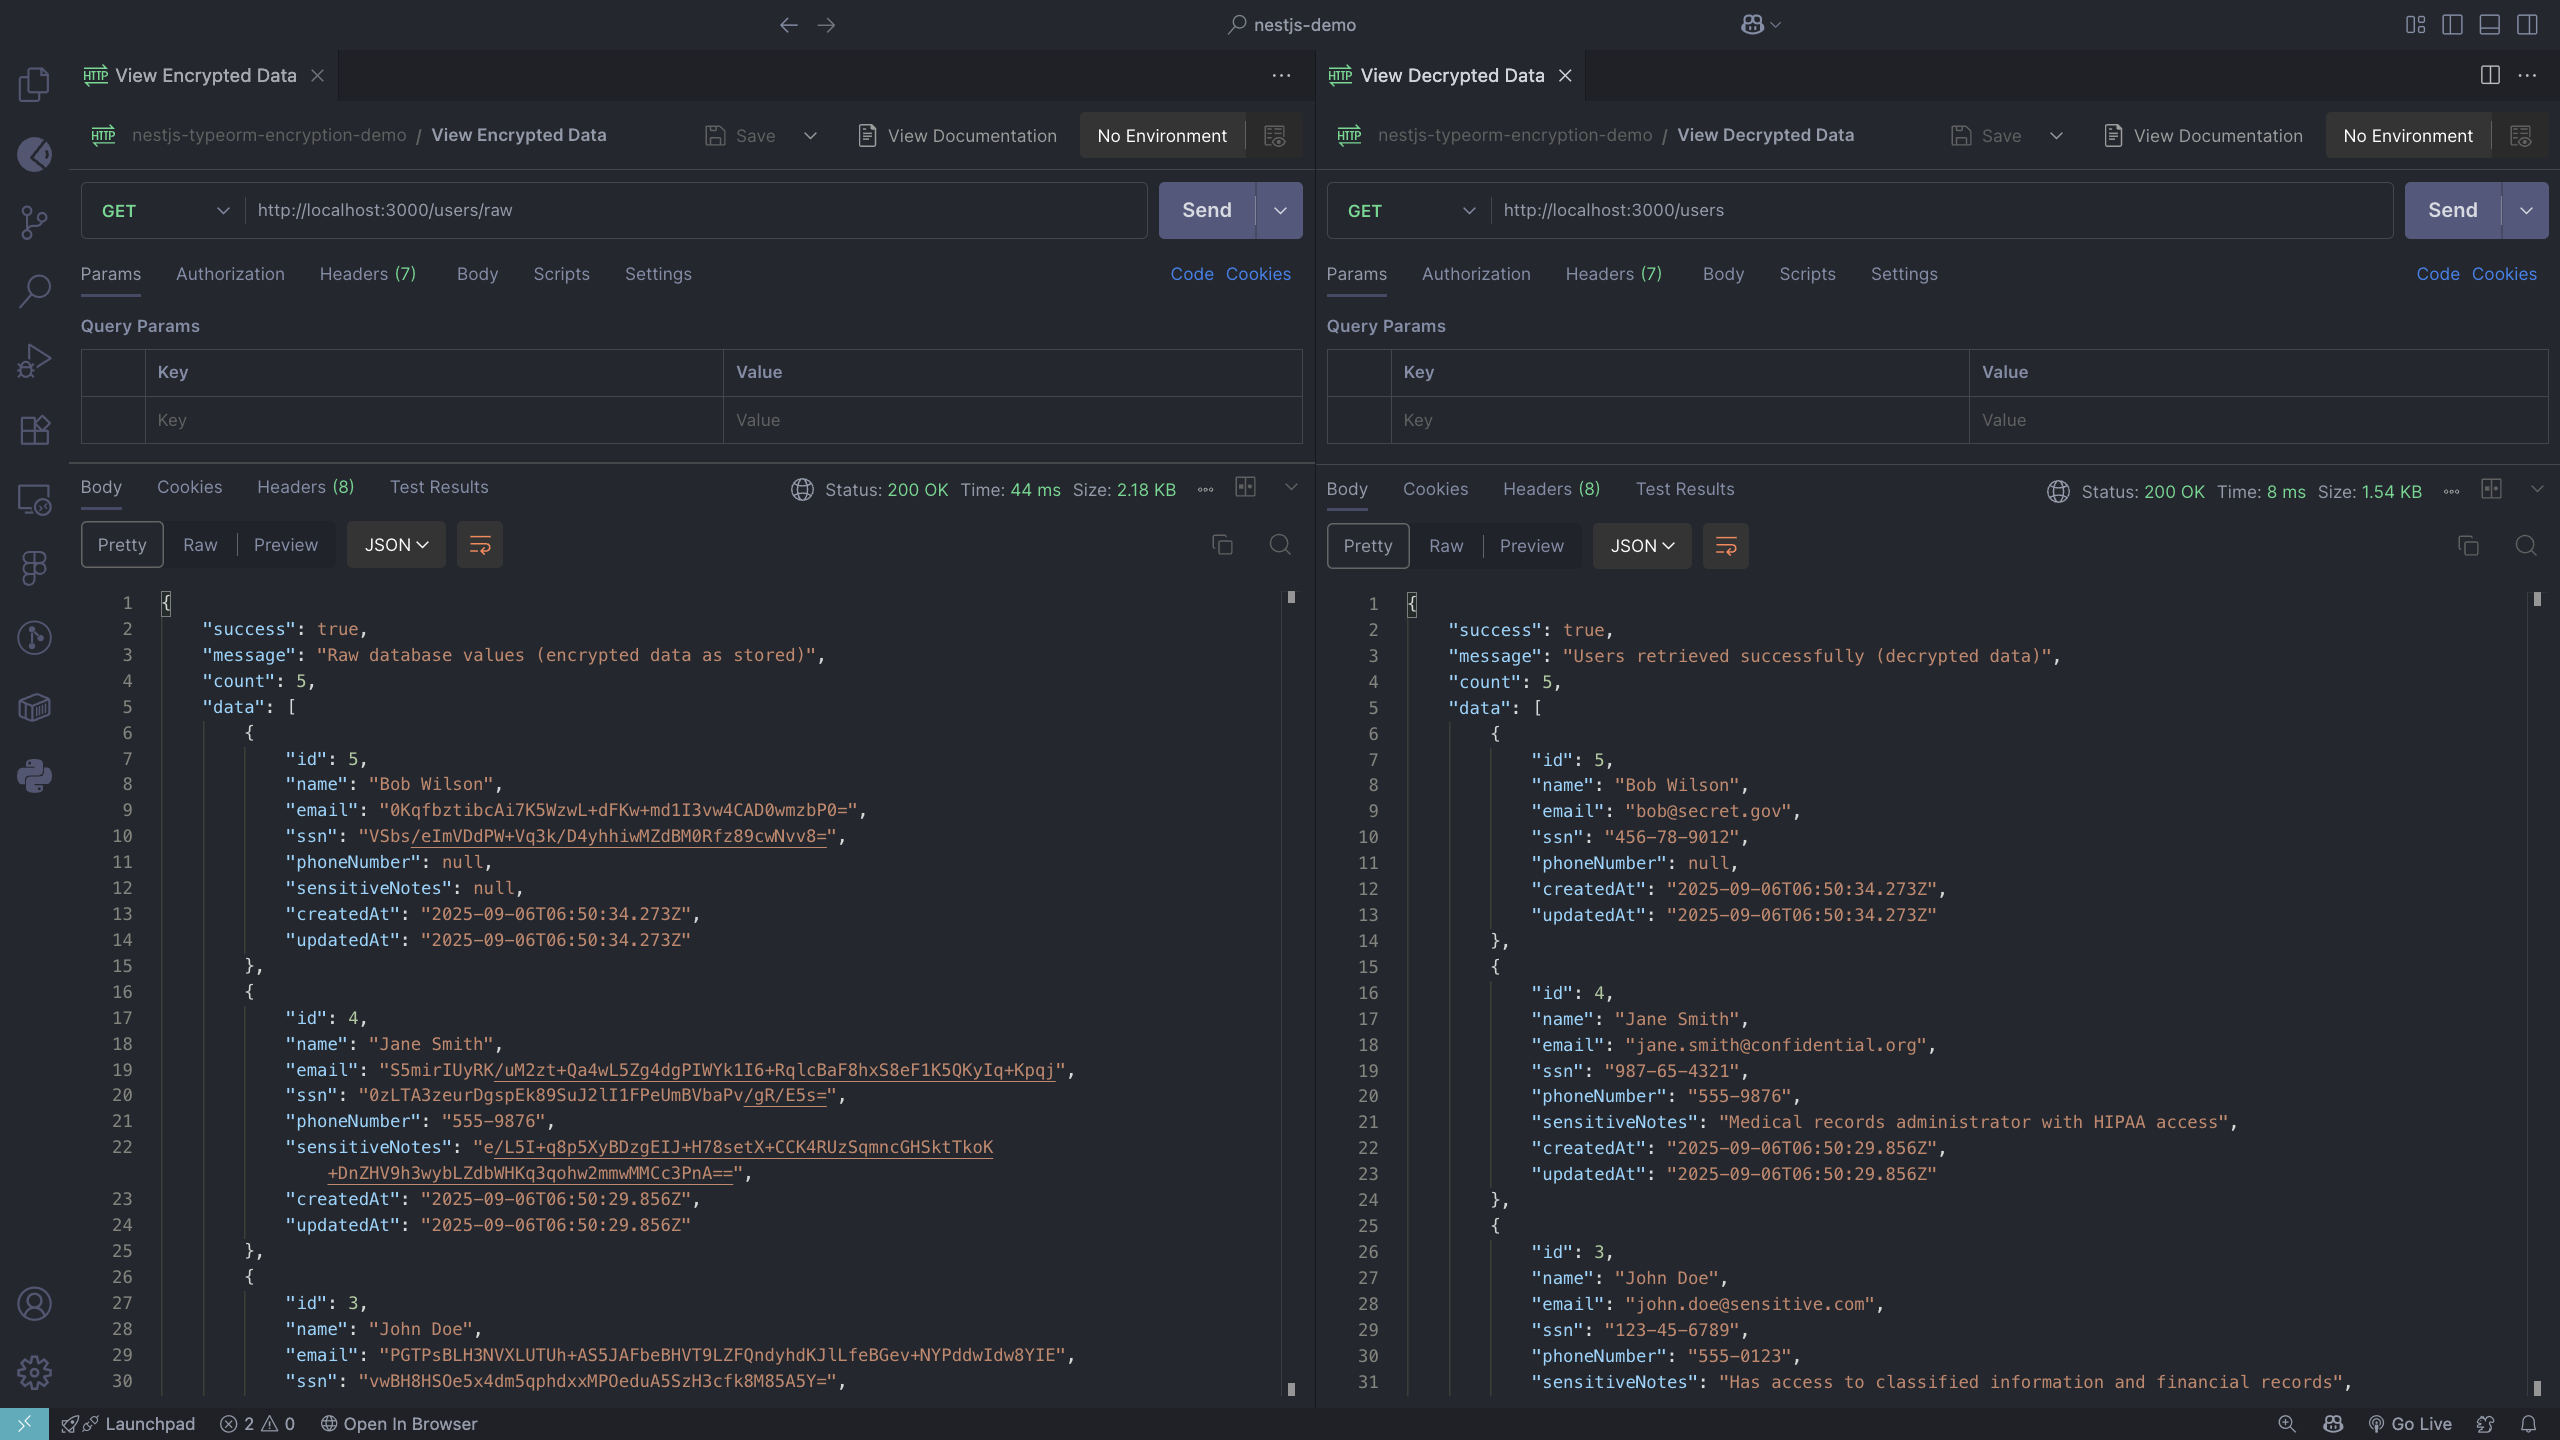 nestjs-demo
View Encrypted Data
nestjs-typeorm-encryption-demo / View Encrypted Data
Save
View Documentation
No Environment
GET
http://localhost:3000/users/raw
Send
Params Authorization Headers (7) Body Scripts Settings
Code Cookies
Query Params
Key Value
Key Value
Body Cookies Headers (8) Test Results
Status: 200 OK Time: 44 ms Size: 2.18 KB
Pretty Raw Preview JSON
1 {
2 "success": true,
3 "message": "Raw database values (encrypted data as stored)",
4 "count": 5,
5 "data": [
6 {
7 "id": 5,
8 "name": "Bob Wilson",
9 "email": "0KqfbztibcAi7K5WzwL+dFKw+md1I3vw4CAD0wmzbP0=",
10 "ssn": "VSbs/eImVDdPW+Vq3k/D4yhhiwMZdBM0Rfz89cwNvv8=",
11 "phoneNumber": null,
12 "sensitiveNotes": null,
13 "createdAt": "2025-09-06T06:50:34.273Z",
14 "updatedAt": "2025-09-06T06:50:34.273Z"
15 },
16 {
17 "id": 4,
18 "name": "Jane Smith",
19 "email": "S5mirIUyRK/uM2zt+Qa4wL5Zg4dgPIWYk1I6+RqlcBaF8hxS8eF1K5QKyIq+Kpqj",
20 "ssn": "0zLTA3zeurDgspEk89SuJ2lI1FPeUmBVbaPv/gR/E5s=",
21 "phoneNumber": "555-9876",
22 "sensitiveNotes": "e/L5I+q8p5XyBDzgEIJ+H78setX+CCK4RUzSqmncGHSktTkoK
+DnZHV9h3wybLZdbWHKq3qohw2mmwMMCc3PnA==",
23 "createdAt": "2025-09-06T06:50:29.856Z",
24 "updatedAt": "2025-09-06T06:50:29.856Z"
25 },
26 {
27 "id": 3,
28 "name": "John Doe",
29 "email": "PGTPsBLH3NVXLUTUh+AS5JAFbeBHVT9LZFQndyhdKJlLfeBGev+NYPddwIdw8YIE",
30 "ssn": "vwBH8HSOe5x4dm5qphdxxMPOeduA5SzH3cfk8M85A5Y=",
View Decrypted Data
nestjs-typeorm-encryption-demo / View Decrypted Data
Save
View Documentation
No Environment
GET
http://localhost:3000/users
Send
Params Authorization Headers (7) Body Scripts Settings
Code Cookies
Query Params
Key Value
Key Value
Body Cookies Headers (8) Test Results
Status: 200 OK Time: 8 ms Size: 1.54 KB
Pretty Raw Preview JSON
1 {
2 "success": true,
3 "message": "Users retrieved successfully (decrypted data)",
4 "count": 5,
5 "data": [
6 {
7 "id": 5,
8 "name": "Bob Wilson",
9 "email": "bob@secret.gov",
10 "ssn": "456-78-9012",
11 "phoneNumber": null,
12 "createdAt": "2025-09-06T06:50:34.273Z",
13 "updatedAt": "2025-09-06T06:50:34.273Z"
14 },
15 {
16 "id": 4,
17 "name": "Jane Smith",
18 "email": "jane.smith@confidential.org",
19 "ssn": "987-65-4321",
20 "phoneNumber": "555-9876",
21 "sensitiveNotes": "Medical records administrator with HIPAA access",
22 "createdAt": "2025-09-06T06:50:29.856Z",
23 "updatedAt": "2025-09-06T06:50:29.856Z"
24 },
25 {
26 "id": 3,
27 "name": "John Doe",
28 "email": "john.doe@sensitive.com",
29 "ssn": "123-45-6789",
30 "phoneNumber": "555-0123",
31 "sensitiveNotes": "Has access to classified information and financial records",
Launchpad 2 0 Open In Browser
Go Live